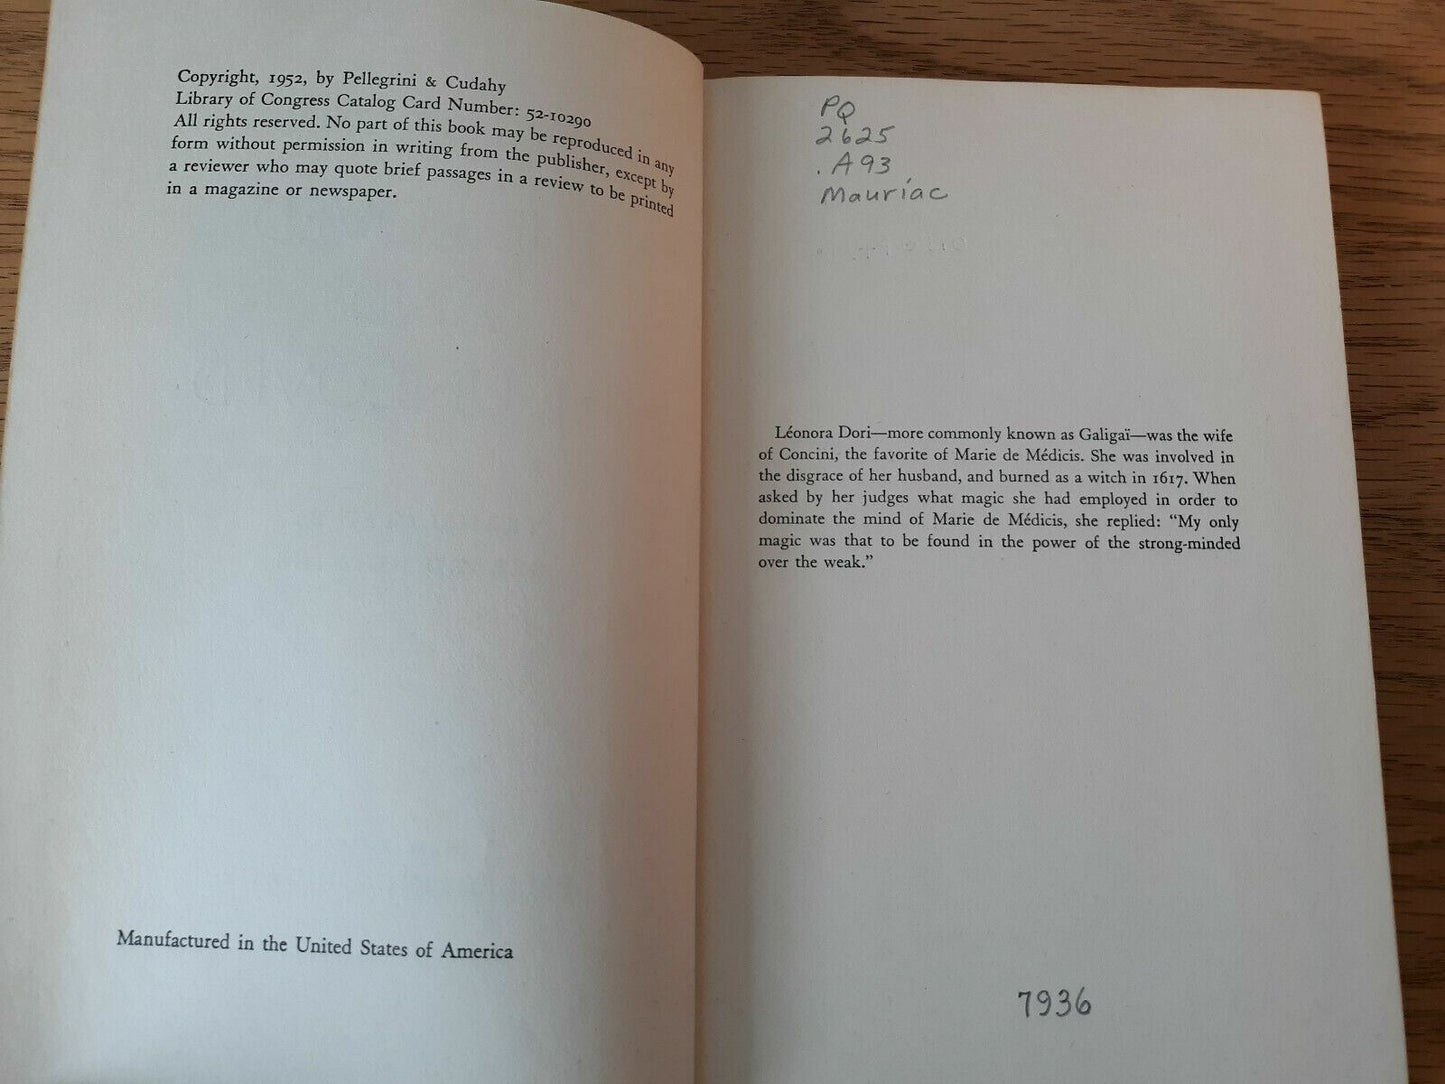 Copyright, 1952, by Pellegrini & Cudahy
Library of Congress Catalog Card Number: 52-10290
All rights reserved. No part of this book may be reproduced in any
form without permission in writing from the publisher, except by
a reviewer who may quote brief passages in a review to be printed
in a magazine or newspaper.
Manufactured in the United States of America
PQ
2625
.A93
Mauriac
Léonora Dori—more commonly known as Galigaï—was the wife
of Concini, the favorite of Marie de Médicis. She was involved in
the disgrace of her husband, and burned as a witch in 1617. When
asked by her judges what magic she had employed in order to
dominate the mind of Marie de Médicis, she replied: “My only
magic was that to be found in the power of the strong-minded
over the weak.”
7936